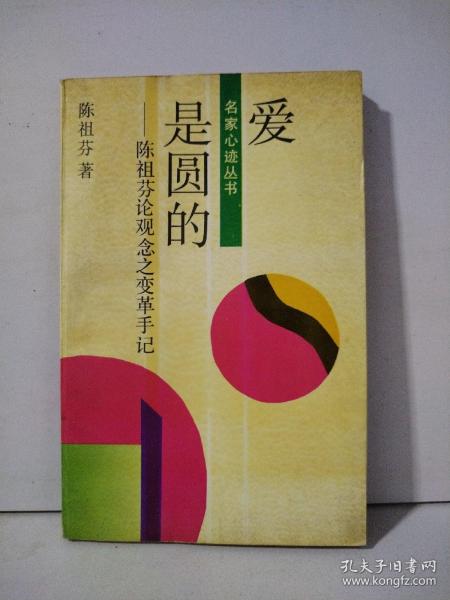 名家心迹丛书
爱
是圆的
——陈祖芬论观念之变革手记
陈祖芬著
孔夫子旧书网
www.kongfz.com